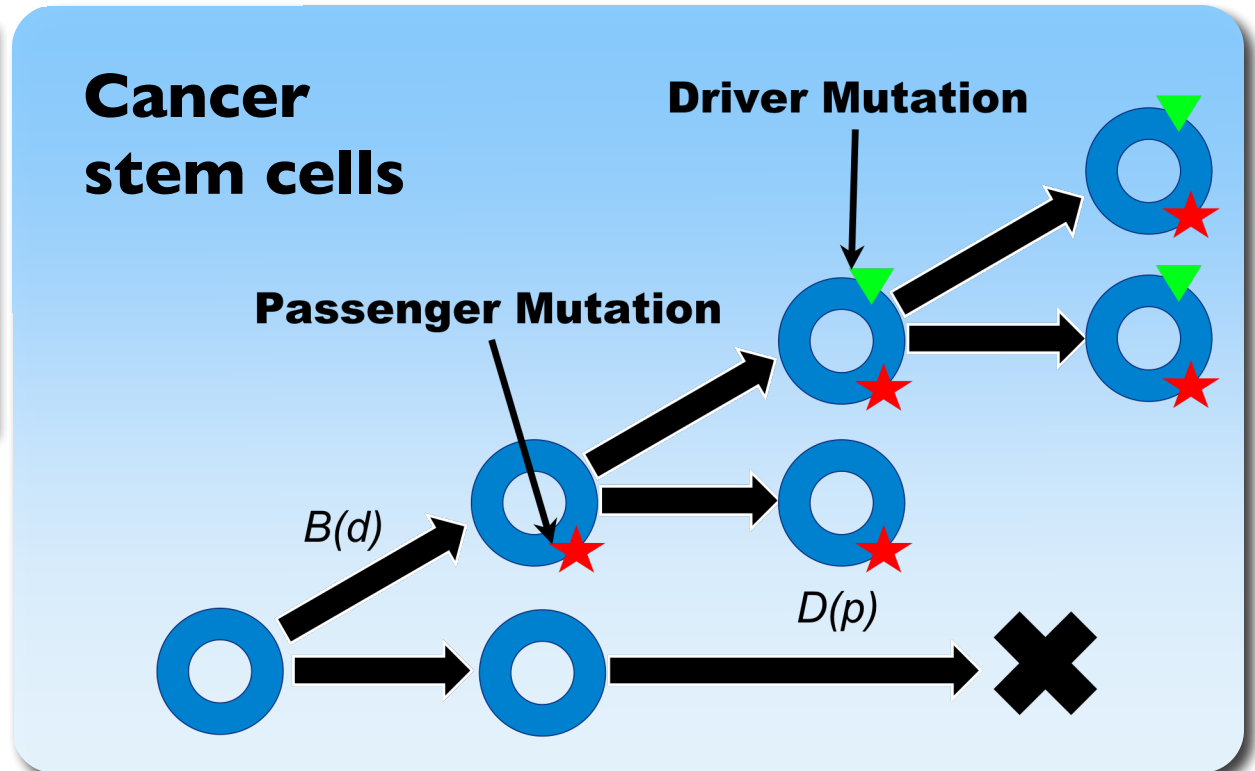 Cancer
stem cells
Driver Mutation
Passenger Mutation
B(d)
D(p)